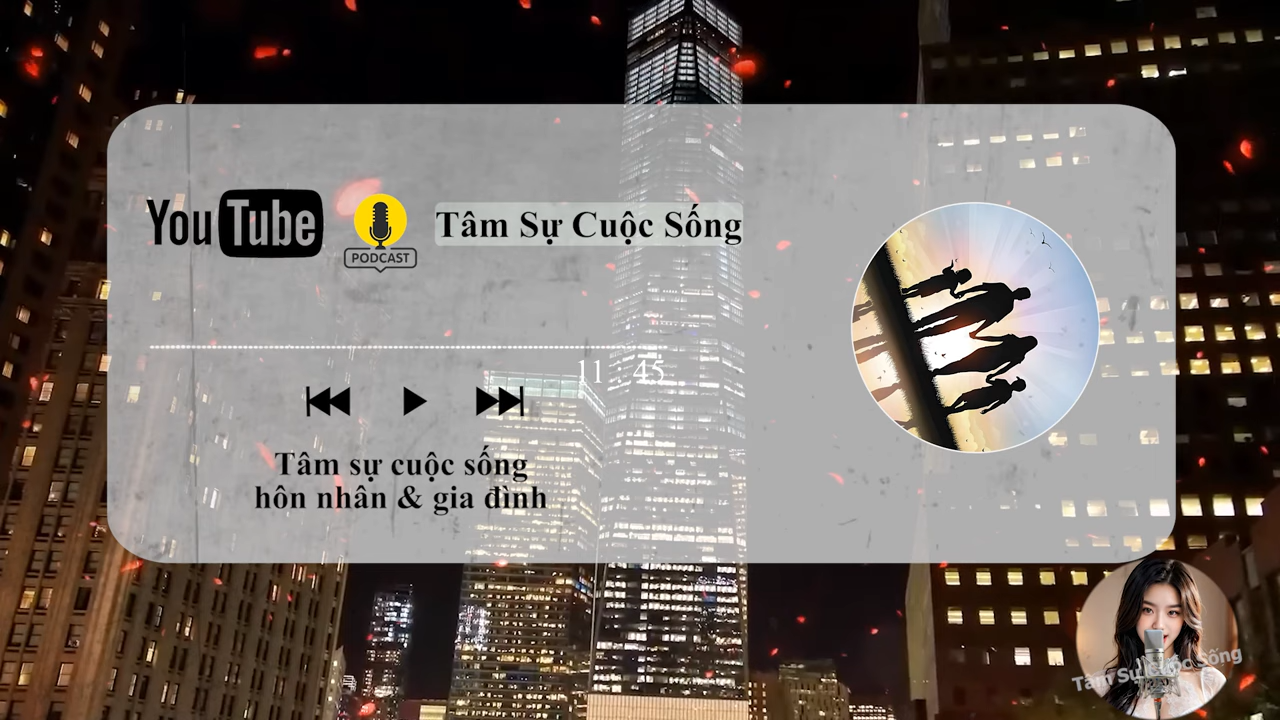 YouTube
PODCAST
Tâm Sự Cuộc Sống
11 45
Tâm sự cuộc sống
hôn nhân & gia đình
Tâm Sự Cuộc Sống